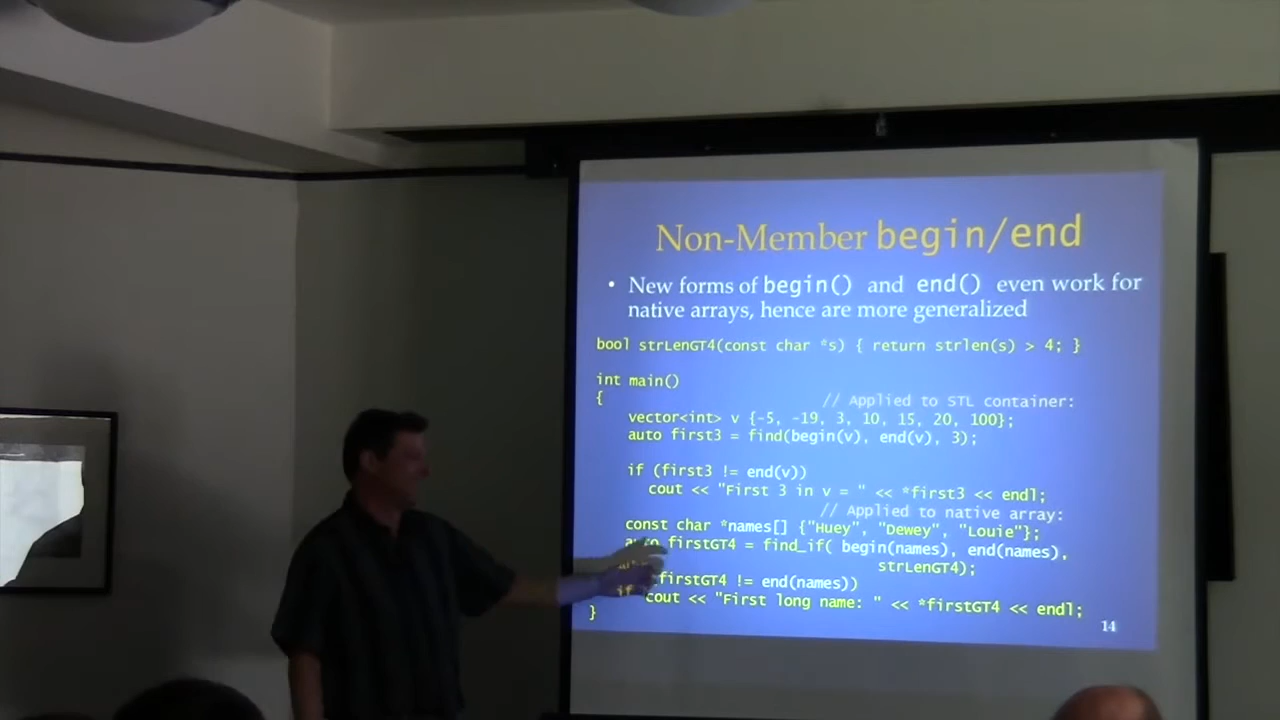 Non-Member begin/end
• New forms of begin() and end() even work for
native arrays, hence are more generalized
bool strLenGT4(const char *s) { return strlen(s) > 4; }
int main()
{ // Applied to STL container:
vector<int> v {-5, -19, 3, 10, 15, 20, 100};
auto first3 = find(begin(v), end(v), 3);
if (first3 != end(v))
cout << "First 3 in v = " << *first3 << endl;
// Applied to native array:
const char *names[] {"Huey", "Dewey", "Louie"};
auto firstGT4 = find_if( begin(names), end(names),
strLenGT4);
if firstGT4 != end(names))
cout << "First long name: " << *firstGT4 << endl;
}
14